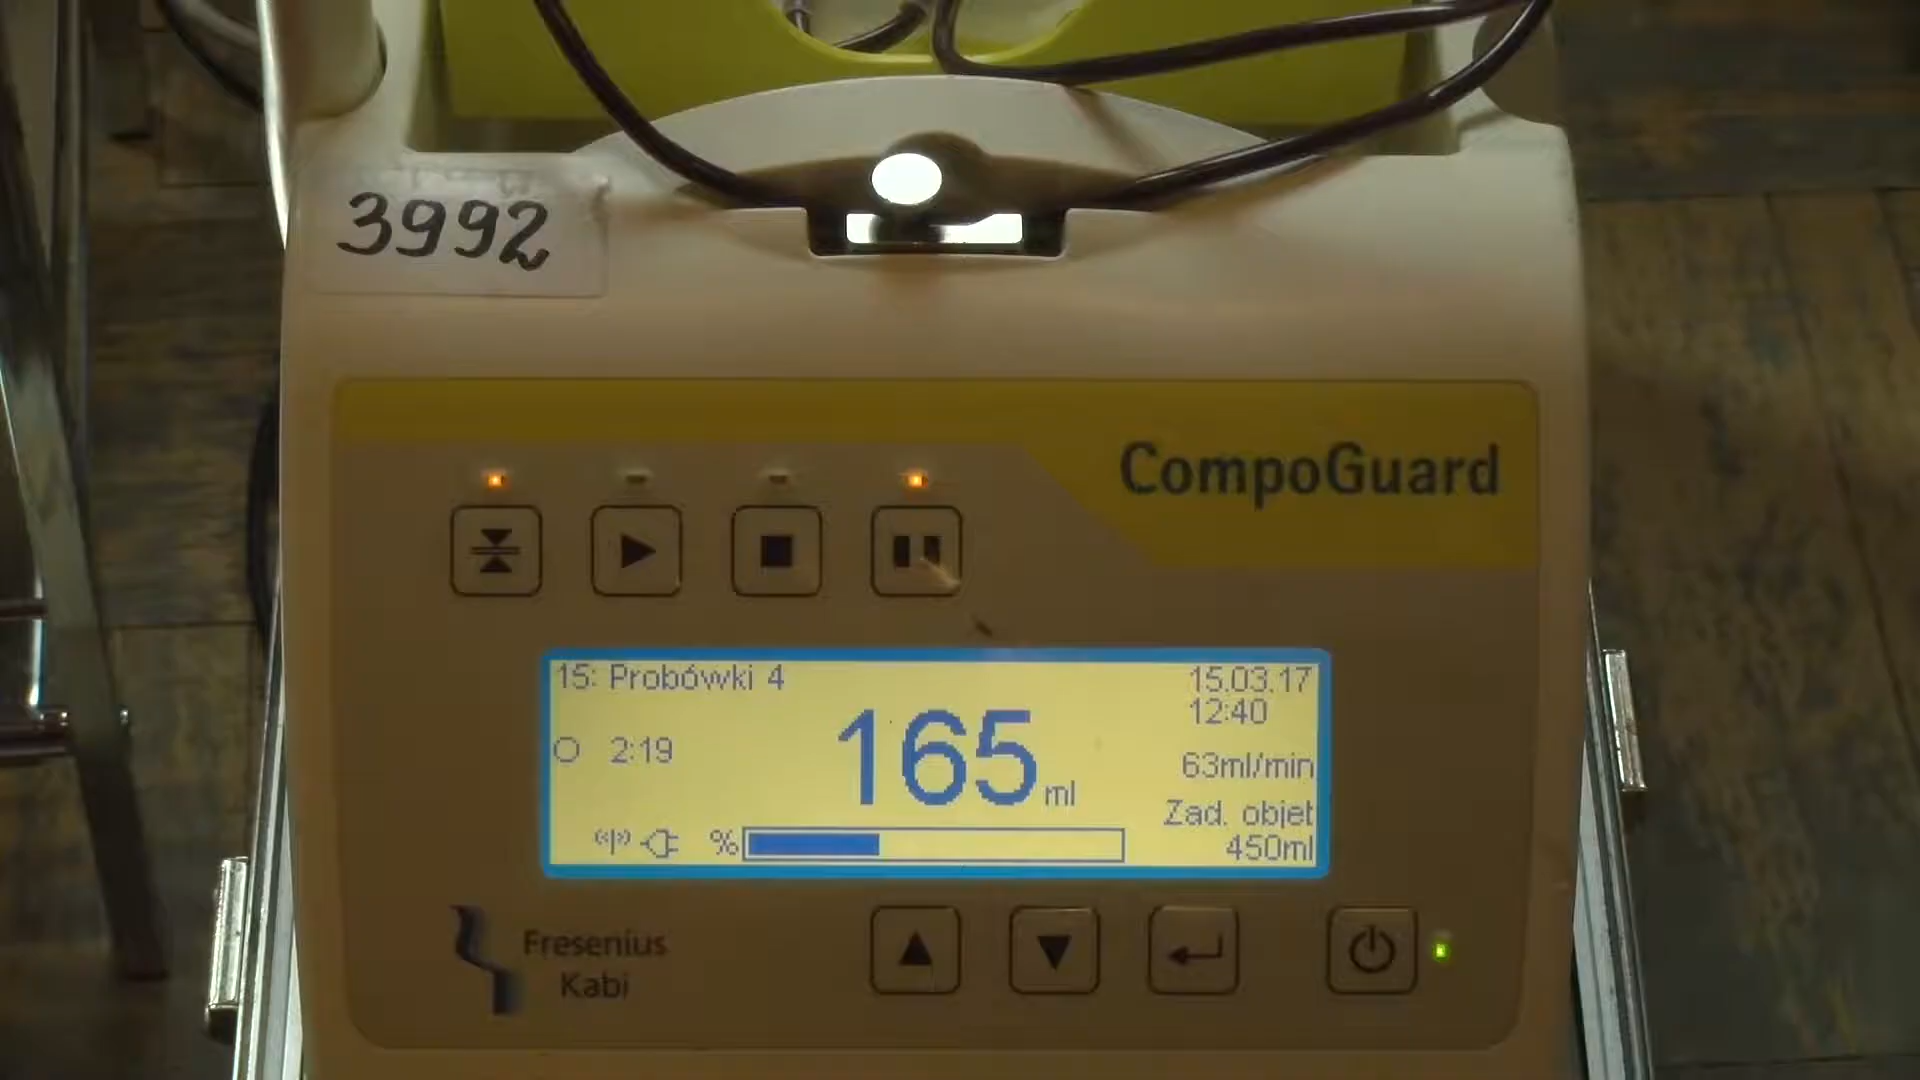 3992
CompoGuard
15: Probówki 4
15.03.17
12:40
2:19
165 ml
63ml/min
Zad. objet
450ml
%
Fresenius
Kabi